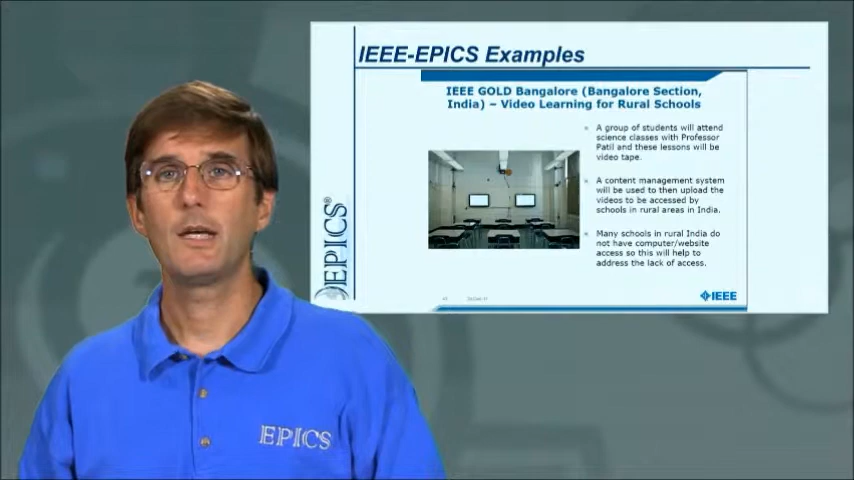 IEEE-EPICS Examples
IEEE GOLD Bangalore (Bangalore Section,
India) – Video Learning for Rural Schools
A group of students will attend
science classes with Professor
Patil and these lessons will be
video tape.
A content management system
will be used to then upload the
videos to be accessed by
schools in rural areas in India.
Many schools in rural India do
not have computer/website
access so this will help to
address the lack of access.
EPICS®
IEEE
EPICS